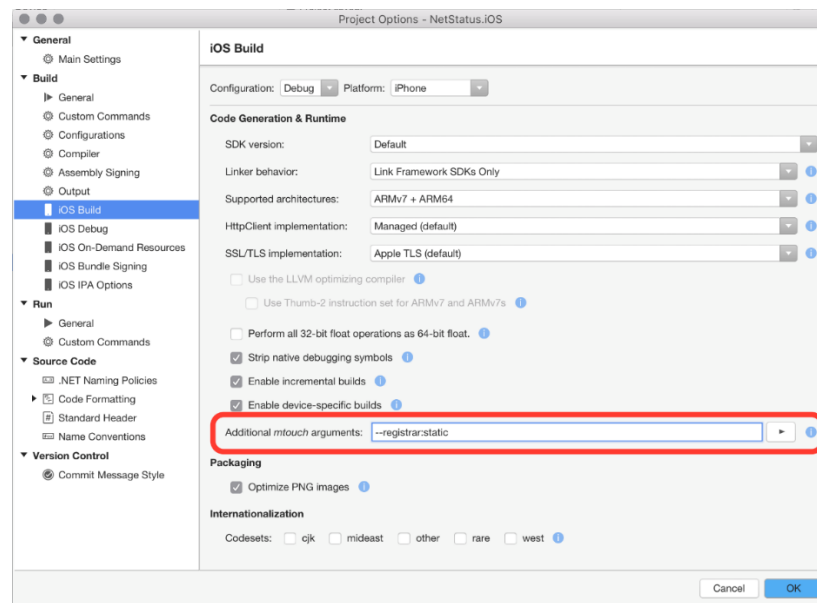 Project Options - NetStatus.iOS
General
Main Settings
Build
General
Custom Commands
Configurations
Compiler
Assembly Signing
Output
iOS Build
iOS Debug
iOS On-Demand Resources
iOS Bundle Signing
iOS IPA Options
Run
General
Custom Commands
Source Code
.NET Naming Policies
Code Formatting
Standard Header
Name Conventions
Version Control
Commit Message Style
iOS Build
Configuration: Debug Platform: iPhone
Code Generation & Runtime
SDK version: Default
Linker behavior: Link Framework SDKs Only
Supported architectures: ARMv7 + ARM64
HttpClient implementation: Managed (default)
SSL/TLS implementation: Apple TLS (default)
Use the LLVM optimizing compiler
Use Thumb-2 instruction set for ARMv7 and ARMv7s
Perform all 32-bit float operations as 64-bit float.
Strip native debugging symbols
Enable incremental builds
Enable device-specific builds
Additional mtouch arguments: --registrar:static
Packaging
Optimize PNG images
Internationalization
Codesets: cjk mideast other rare west
Cancel OK